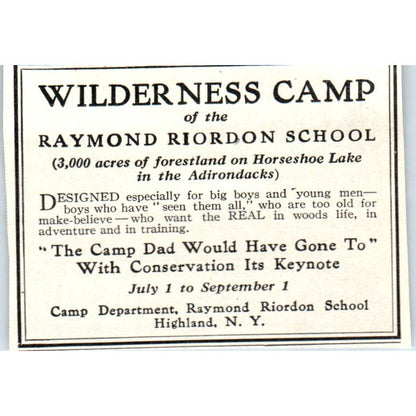 WILDERNESS CAMP
of the
RAYMOND RIORDON SCHOOL
(3,000 acres of forestland on Horseshoe Lake
in the Adirondacks)
DESIGNED especially for big boys and young men—
boys who have "seen them all," who are too old for
make-believe—who want the REAL in woods life, in
adventure and in training.
"The Camp Dad Would Have Gone To"
With Conservation Its Keynote
July 1 to September 1
Camp Department, Raymond Riordon School
Highland, N. Y.